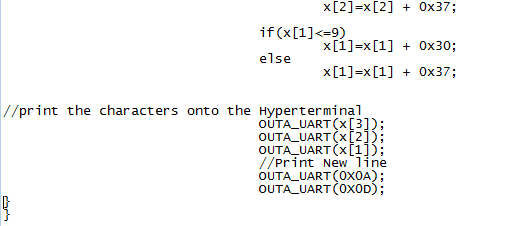 x[2]=x[2] + 0x37;
if(x[1]<=9)
x[1]=x[1] + 0x30;
else
x[1]=x[1] + 0x37;
//print the characters onto the Hyperterminal
OUTA_UART(x[3]);
OUTA_UART(x[2]);
OUTA_UART(x[1]);
//Print New line
OUTA_UART(0X0A);
OUTA_UART(0X0D);
}
}